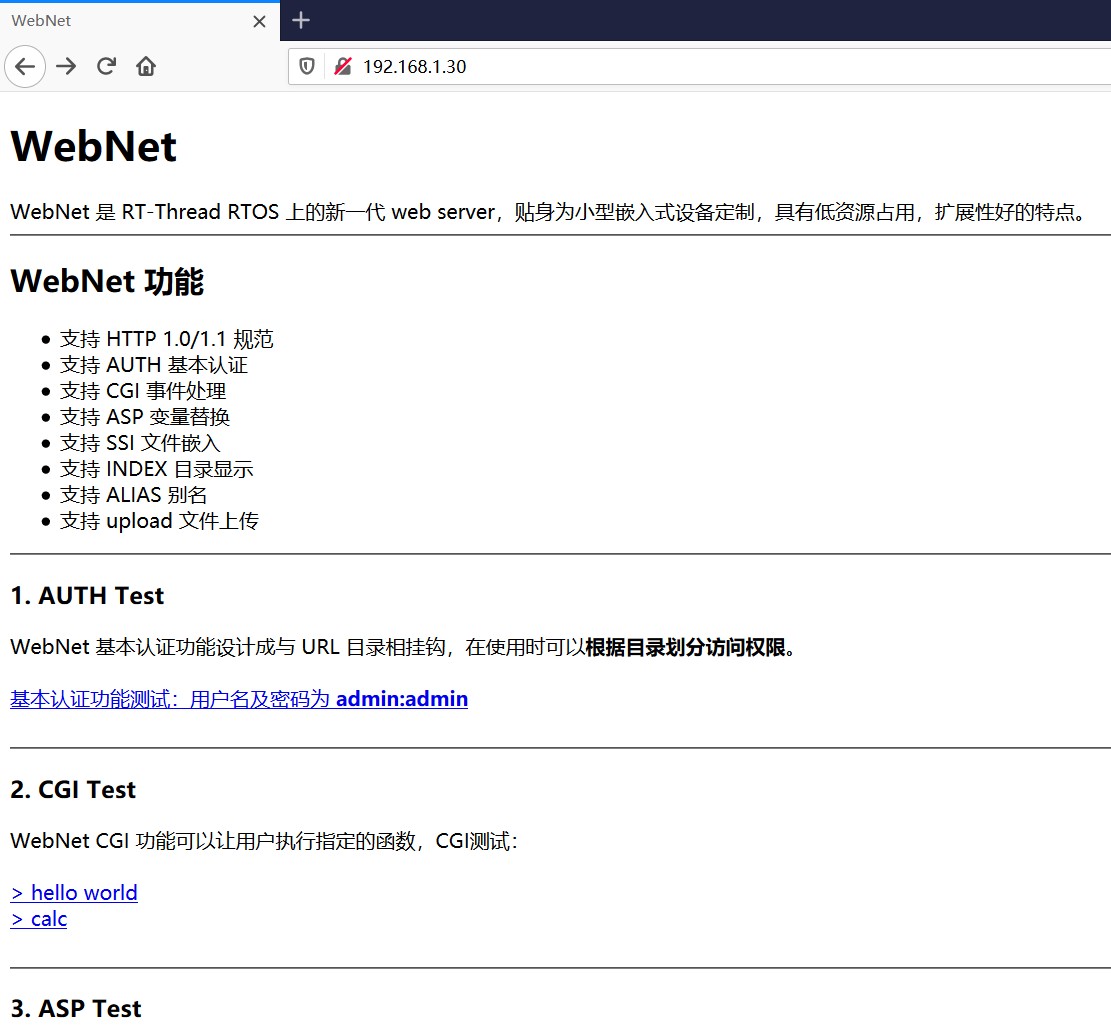 WebNet
192.168.1.30
WebNet
WebNet 是 RT-Thread RTOS 上的新一代 web server，贴身为小型嵌入式设备定制，具有低资源占用，扩展性好的特点。
WebNet 功能
支持 HTTP 1.0/1.1 规范
支持 AUTH 基本认证
支持 CGI 事件处理
支持 ASP 变量替换
支持 SSI 文件嵌入
支持 INDEX 目录显示
支持 ALIAS 别名
支持 upload 文件上传
1. AUTH Test
WebNet 基本认证功能设计成与 URL 目录相挂钩，在使用时可以根据目录划分访问权限。
基本认证功能测试：用户名及密码为 admin:admin
2. CGI Test
WebNet CGI 功能可以让用户执行指定的函数，CGI测试：
> hello world
> calc
3. ASP Test